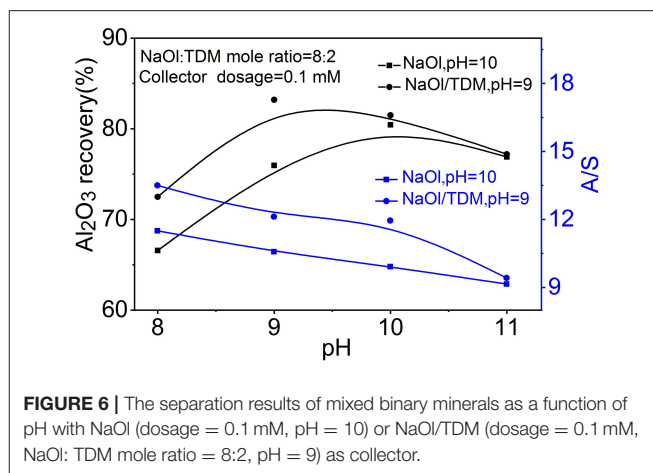 90
80
70
60
Al₂O₃ recovery(%)
NaOl:TDM mole ratio=8:2
Collector dosage=0.1 mM
NaOl,pH=10
NaOl/TDM,pH=9
NaOl,pH=10
NaOl/TDM,pH=9
18
15
12
9
A/S
8 9 10 11
pH
FIGURE 6 | The separation results of mixed binary minerals as a function of
pH with NaOl (dosage = 0.1 mM, pH = 10) or NaOl/TDM (dosage = 0.1 mM,
NaOl: TDM mole ratio = 8:2, pH = 9) as collector.